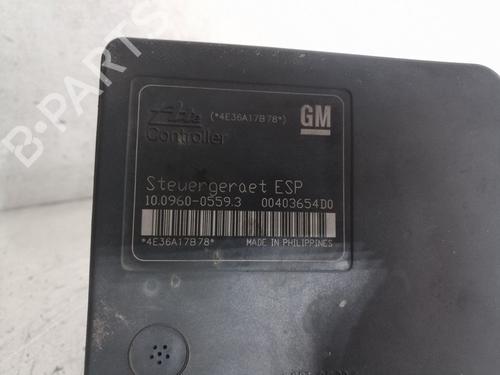 B-PARTS
Ate (*4E36A17B78*) GM
Controller
Steuergeraet ESP
10.0960-0559.3 00403654D0
*4E36A17B78* MADE IN PHILIPPINES